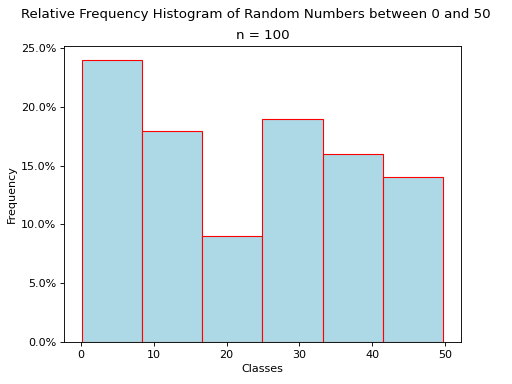 Relative Frequency Histogram of Random Numbers between 0 and 50
n = 100
25.0%
20.0%
15.0%
10.0%
5.0%
0.0%
Frequency
0 10 20 30 40 50
Classes